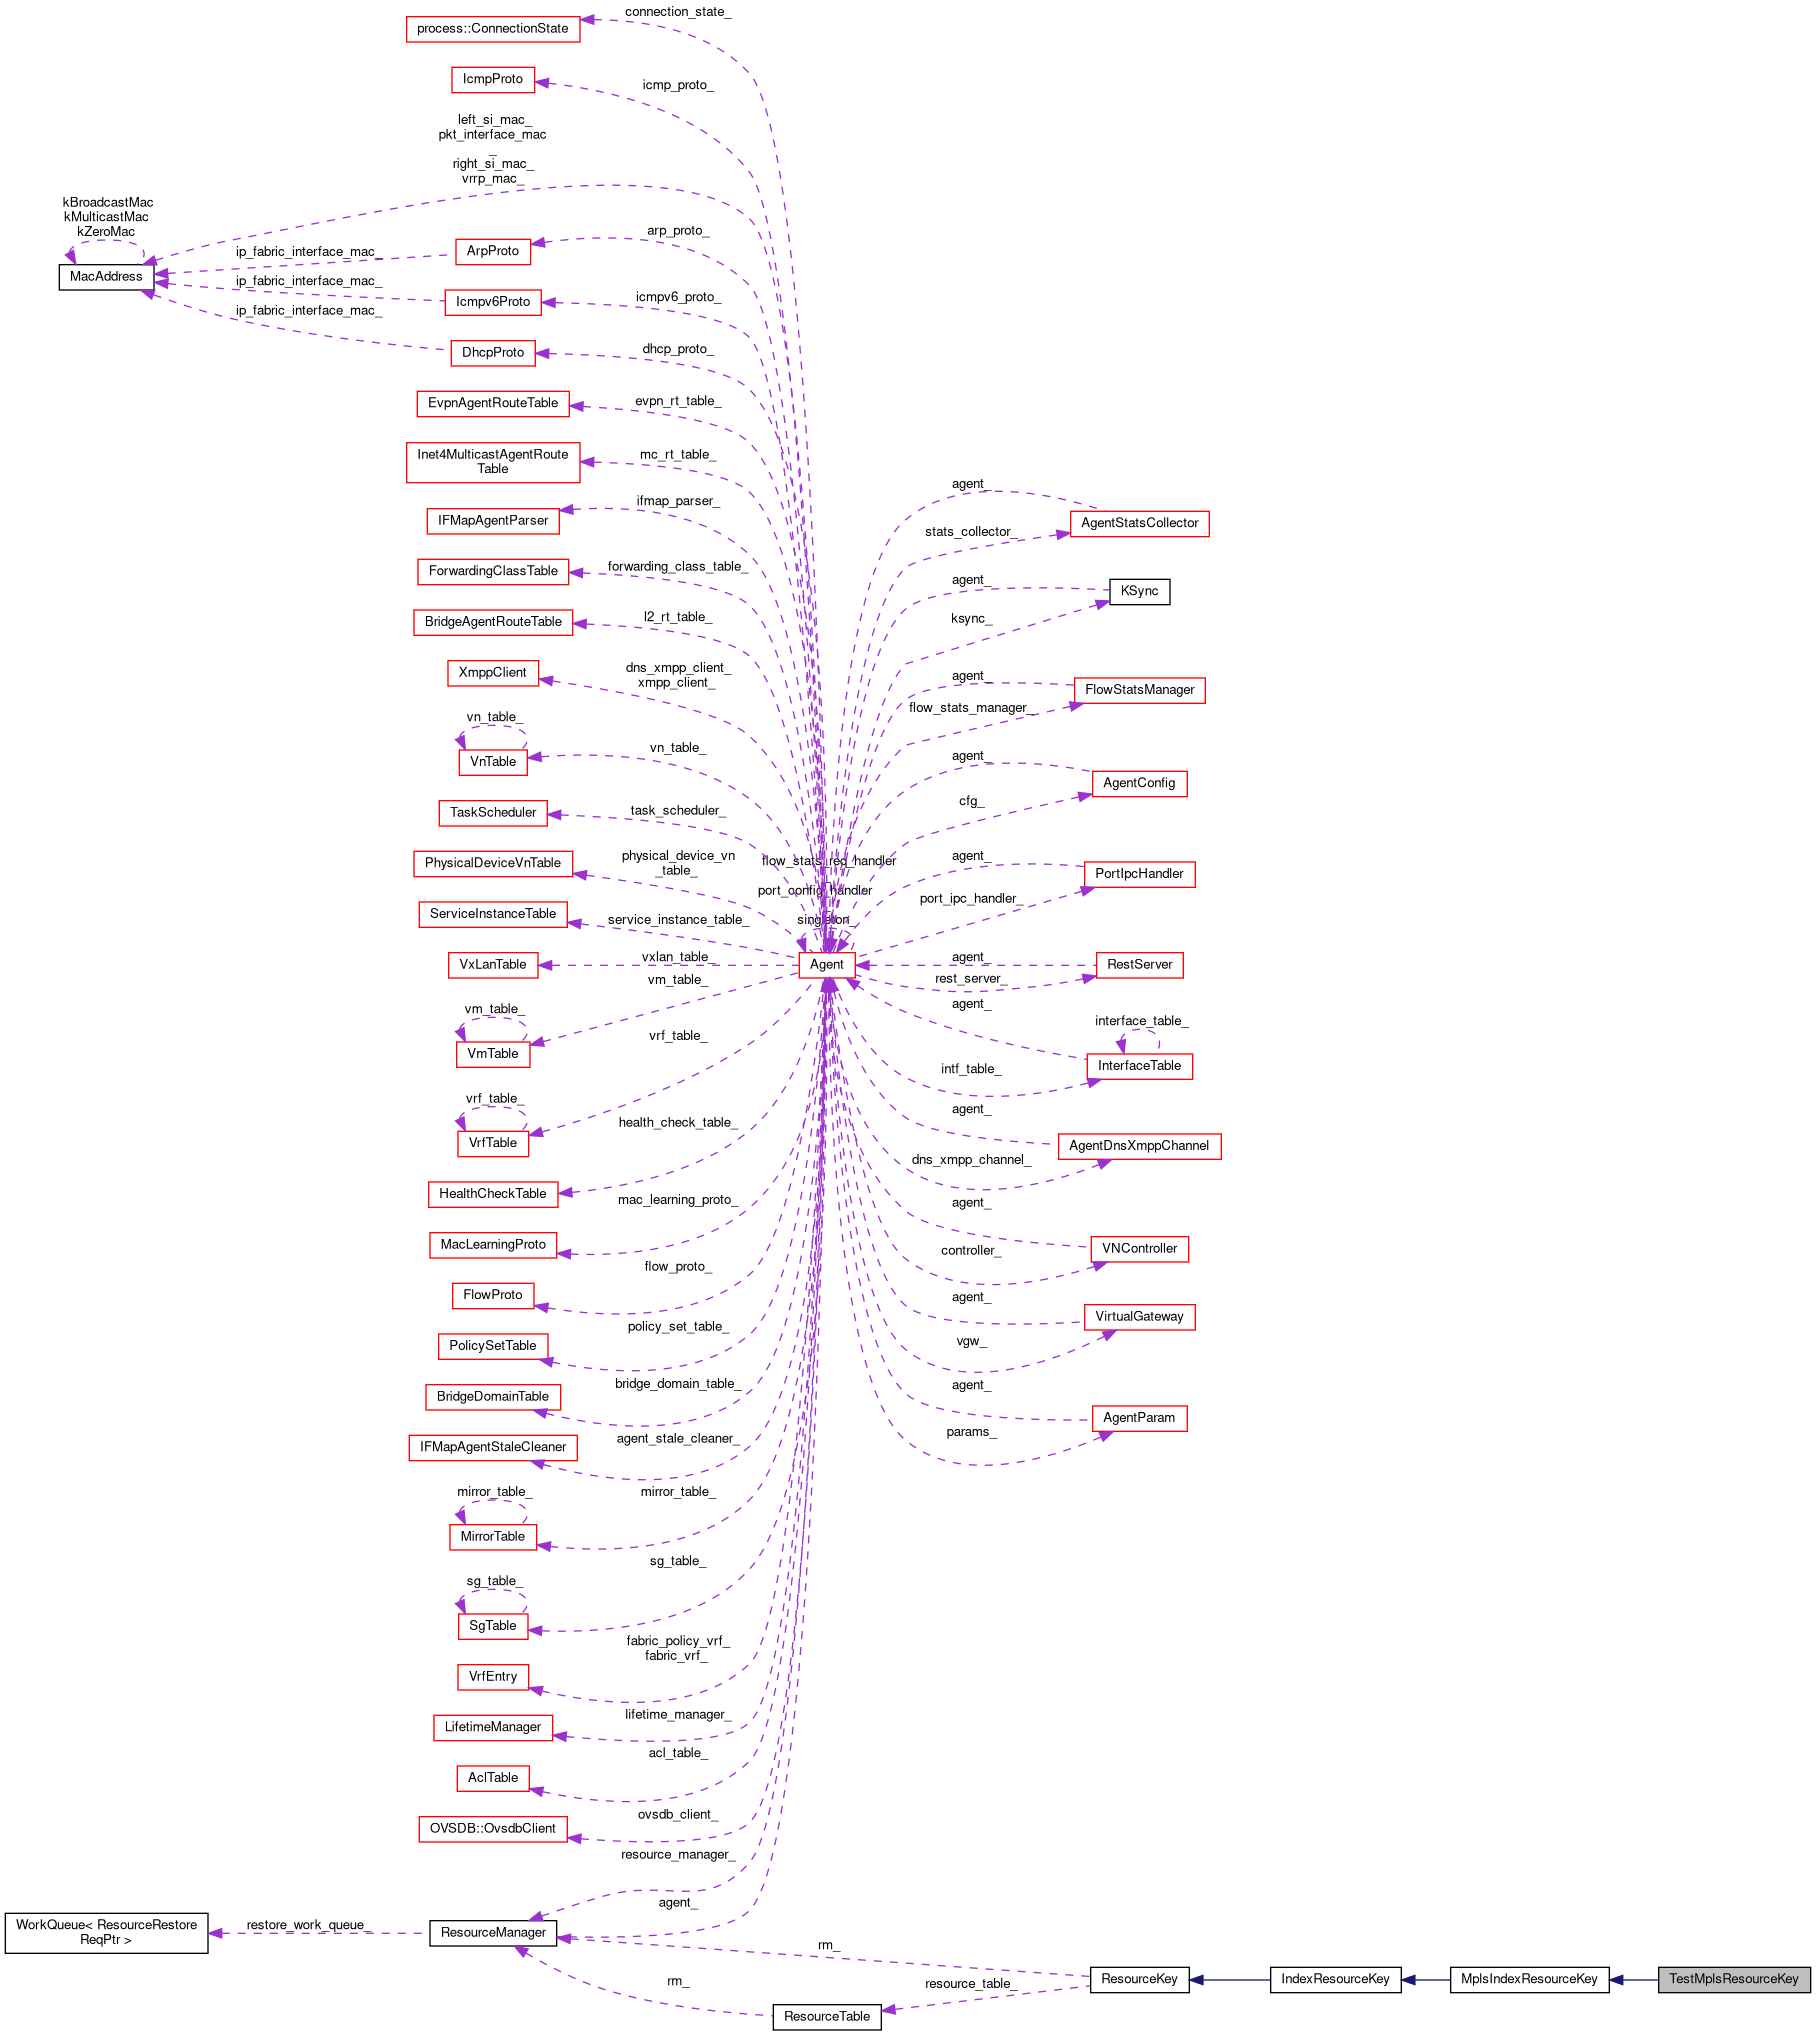 connection_state_
process::ConnectionState
IcmpProto
icmp_proto_
left_si_mac_
pkt_interface_mac
_
right_si_mac_
vrrp_mac_
kBroadcastMac
kMulticastMac
kZeroMac
MacAddress
ip_fabric_interface_mac_
ArpProto
arp_proto_
ip_fabric_interface_mac_
Icmpv6Proto
icmpv6_proto_
ip_fabric_interface_mac_
DhcpProto
dhcp_proto_
EvpnAgentRouteTable
evpn_rt_table_
Inet4MulticastAgentRoute
Table
mc_rt_table_
IFMapAgentParser
ifmap_parser_
ForwardingClassTable
forwarding_class_table_
BridgeAgentRouteTable
l2_rt_table_
XmppClient
dns_xmpp_client_
xmpp_client_
vn_table_
VnTable
vn_table_
TaskScheduler
task_scheduler_
PhysicalDeviceVnTable
physical_device_vn
_table_
ServiceInstanceTable
service_instance_table_
VxLanTable
vxlan_table_
vm_table_
VmTable
vm_table_
vrf_table_
VrfTable
vrf_table_
HealthCheckTable
health_check_table_
MacLearningProto
mac_learning_proto_
FlowProto
flow_proto_
PolicySetTable
policy_set_table_
BridgeDomainTable
bridge_domain_table_
IFMapAgentStaleCleaner
agent_stale_cleaner_
mirror_table_
MirrorTable
mirror_table_
sg_table_
SgTable
sg_table_
VrfEntry
fabric_policy_vrf_
fabric_vrf_
LifetimeManager
lifetime_manager_
AclTable
acl_table_
OVSDB::OvsdbClient
ovsdb_client_
resource_manager_
agent_
ResourceManager
restore_work_queue_
WorkQueue< ResourceRestore
ReqPtr >
flow_stats_req_handler
_
port_config_handler
_
singleton_
Agent
agent_
AgentStatsCollector
stats_collector_
agent_
KSync
ksync_
agent_
FlowStatsManager
flow_stats_manager_
agent_
AgentConfig
cfg_
agent_
PortIpcHandler
port_ipc_handler_
agent_
RestServer
rest_server_
agent_
interface_table_
InterfaceTable
intf_table_
agent_
AgentDnsXmppChannel
dns_xmpp_channel_
agent_
VNController
controller_
agent_
VirtualGateway
vgw_
agent_
AgentParam
params_
rm_
ResourceKey
IndexResourceKey
MplsIndexResourceKey
TestMplsResourceKey
resource_table_
rm_
ResourceTable